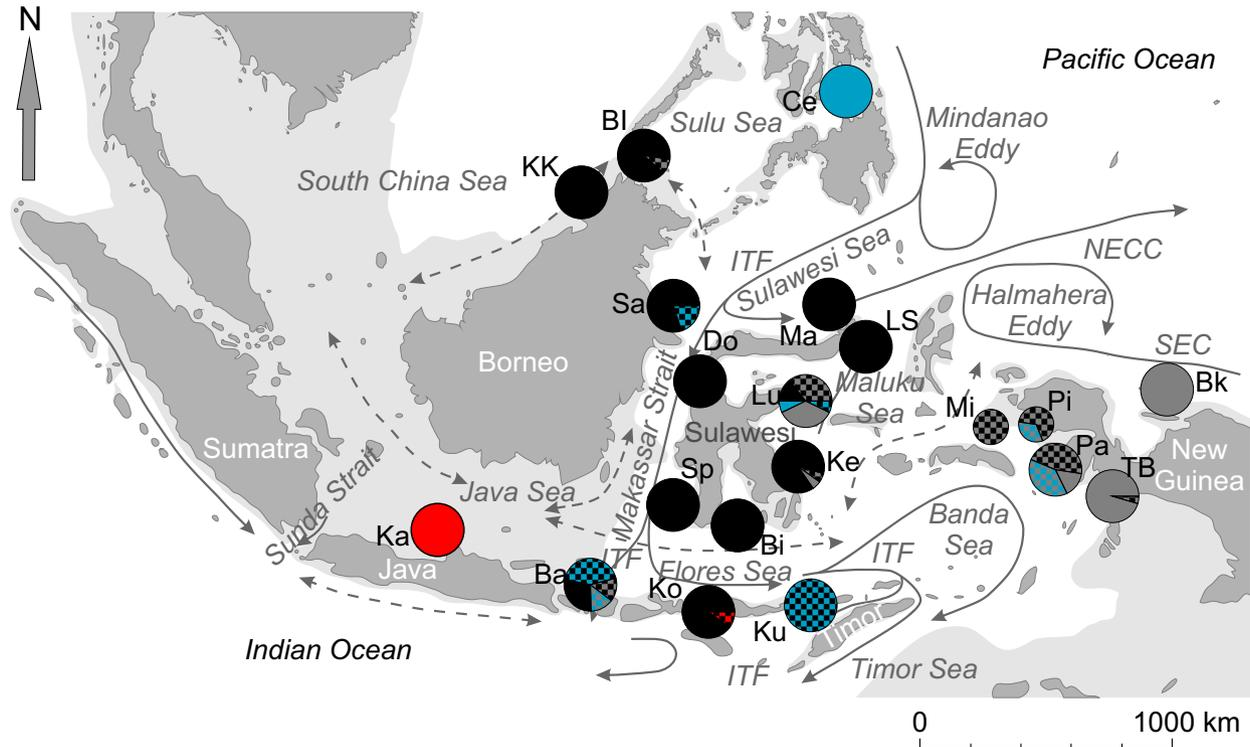 N
Pacific Ocean
Ce
Mindanao
Eddy
BI
Sulu Sea
KK
South China Sea
ITF
Sulawesi Sea
NECC
Halmahera
Eddy
Sa
Ma
LS
Do
SEC
Borneo
Bk
Lu
Maluku
Sea
Mi
Pi
Makassar Strait
Sulawesi
Sumatra
Pa
New
Guinea
TB
Ke
Sp
Java Sea
Sunda Strait
Ka
Banda
Sea
Bi
ITF
ITF
Java
Ba
Flores Sea
Ko
Ku
Timor
Indian Ocean
ITF
Timor Sea
0
1000 km